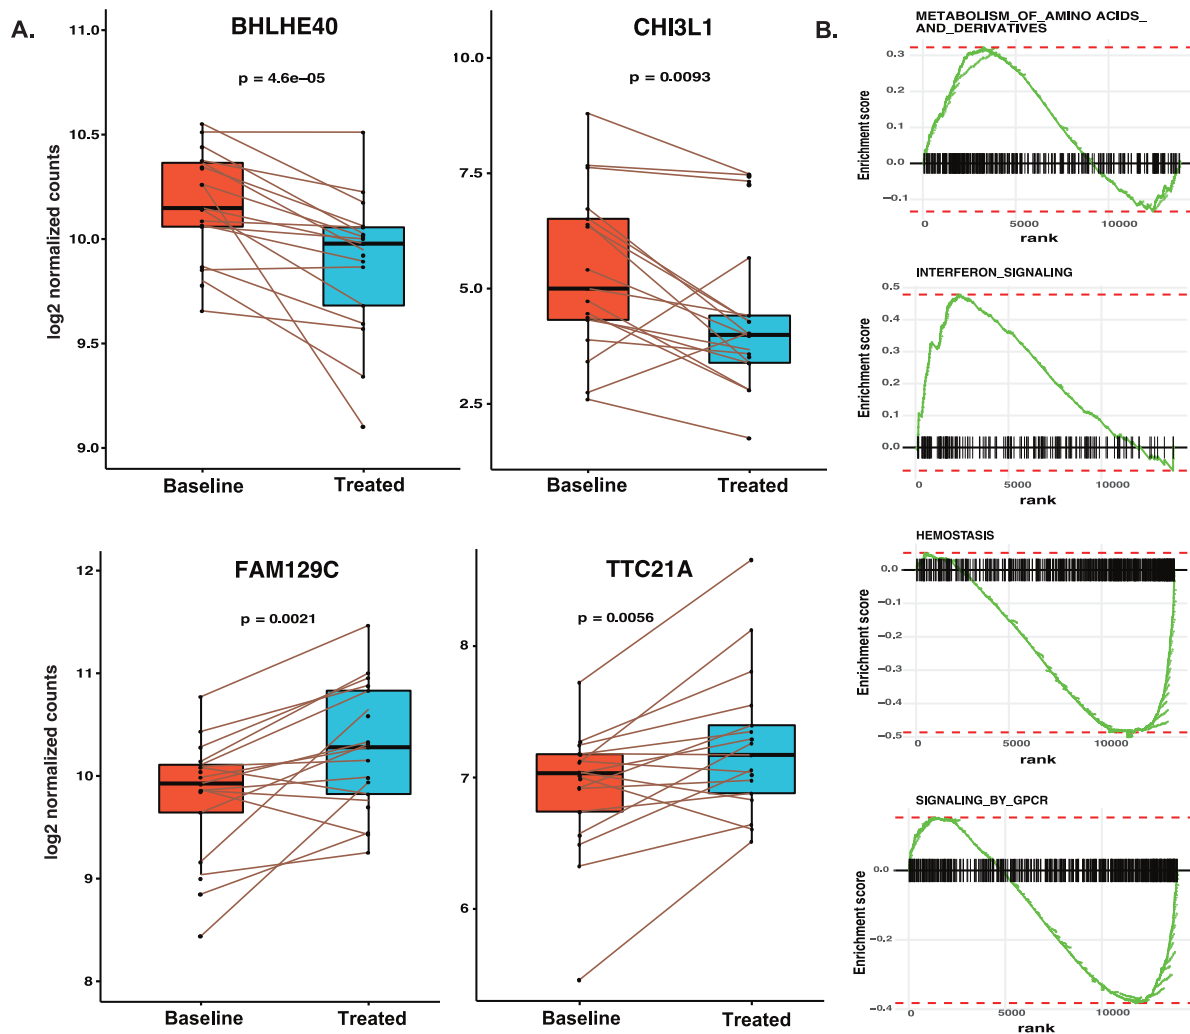 A.
BHLHE40
p = 4.6e−05
log2 normalized counts
11.0
10.5
10.0
9.5
9.0
Baseline
Treated
CHI3L1
p = 0.0093
10.0
7.5
5.0
2.5
Baseline
Treated
FAM129C
p = 0.0021
log2 normalized counts
12
11
10
9
8
Baseline
Treated
TTC21A
p = 0.0056
8
7
6
Baseline
Treated
B.
METABOLISM_OF_AMINO ACIDS_
AND_DERIVATIVES
Enrichment score
0.3
0.2
0.1
0.0
−0.1
0
5000
10000
rank
INTERFERON_SIGNALING
Enrichment score
0.5
0.4
0.3
0.2
0.1
0.0
0
5000
10000
rank
HEMOSTASIS
Enrichment score
0.0
−0.1
−0.2
−0.3
−0.4
−0.5
0
5000
10000
rank
SIGNALING_BY_GPCR
Enrichment score
0.0
−0.2
−0.4
0
5000
10000
rank